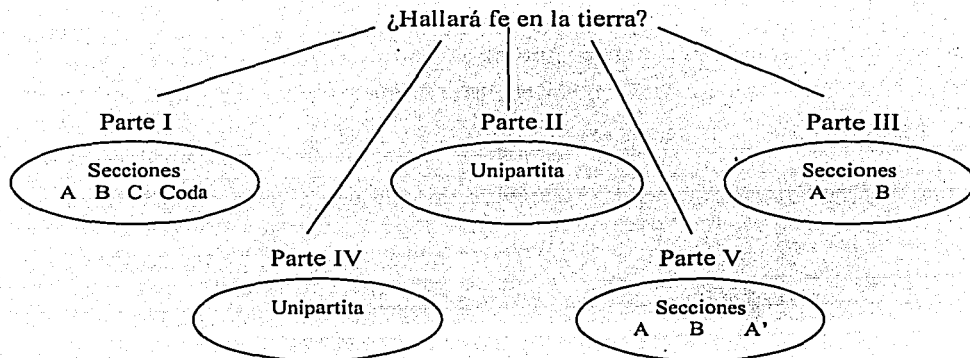 ¿Hallará fe en la tierra?
Parte I
Secciones
A B C Coda
Parte II
Unipartita
Parte III
Secciones
A B
Parte IV
Unipartita
Parte V
Secciones
A B A'